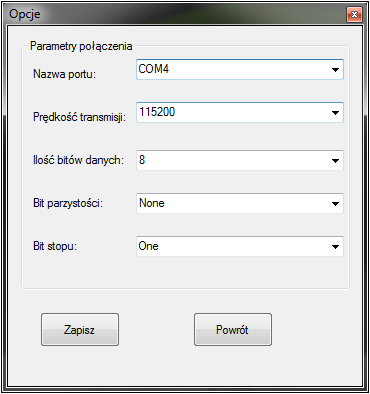 Opcje
Parametry połączenia
Nazwa portu: COM4
Prędkość transmisji: 115200
Ilość bitów danych: 8
Bit parzystości: None
Bit stopu: One
Zapisz Powrót